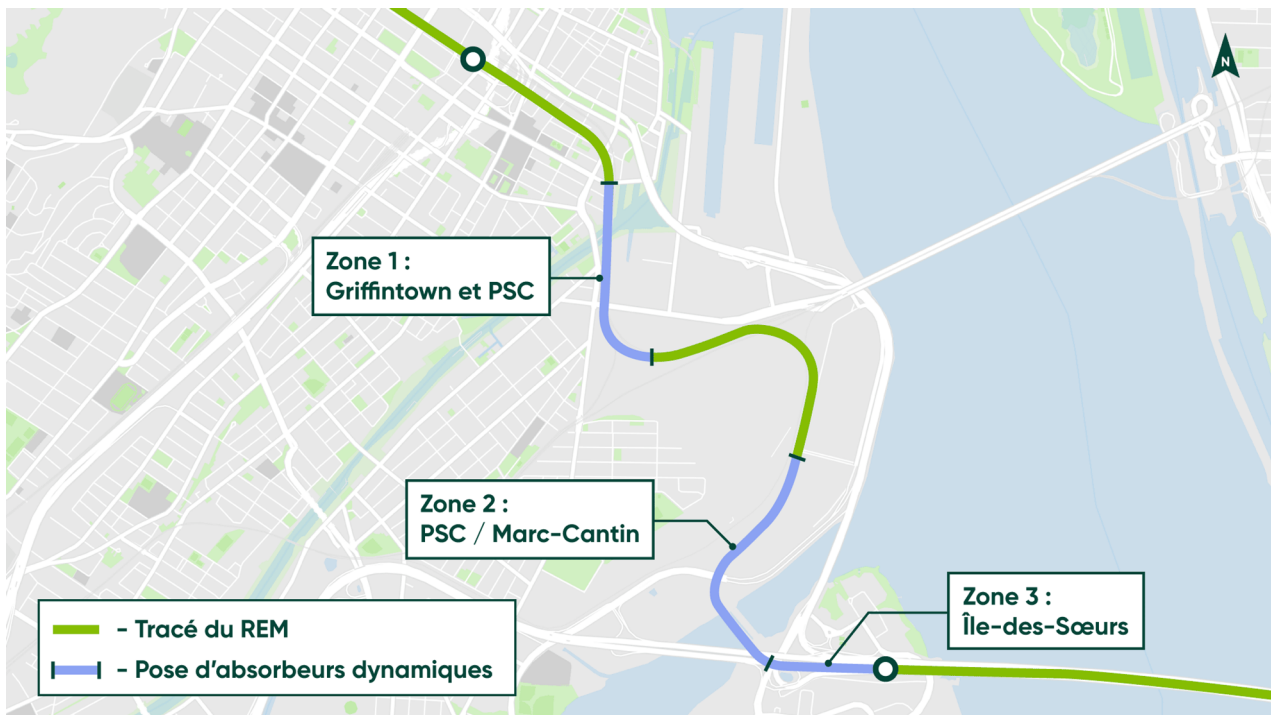 N
Zone 1 :
Griffintown et PSC
Zone 2 :
PSC / Marc-Cantin
Zone 3 :
Île-des-Sœurs
- Tracé du REM
- Pose d’absorbeurs dynamiques